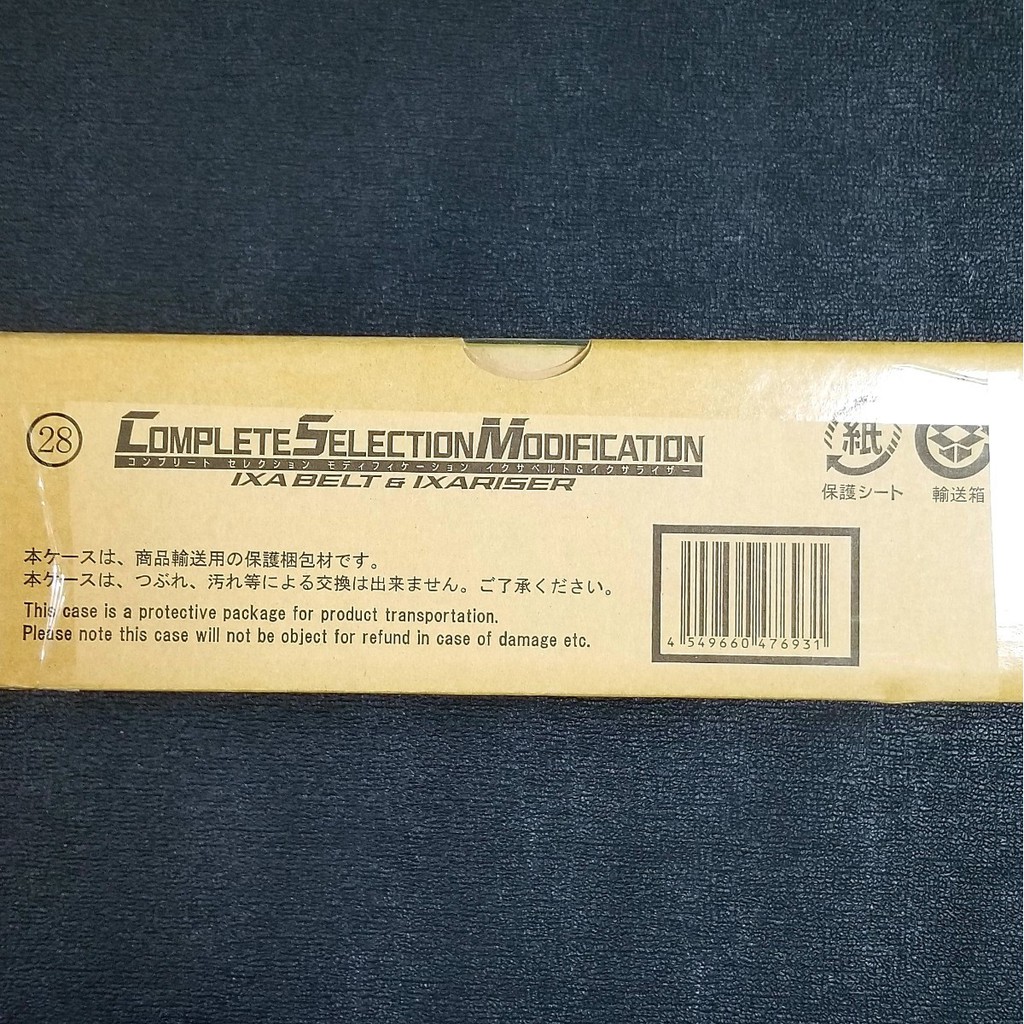 28
COMPLETE SELECTION MODIFICATION
コンプリート セレクション モディフィケーション イクサベルト&イクサライザー
IXA BELT & IXARISER
紙
保護シート
輸送箱
本ケースは、商品輸送用の保護梱包材です。
本ケースは、つぶれ、汚れ等による交換は出来ません。ご了承ください。
This case is a protective package for product transportation.
Please note this case will not be object for refund in case of damage etc.
4 549660 476931